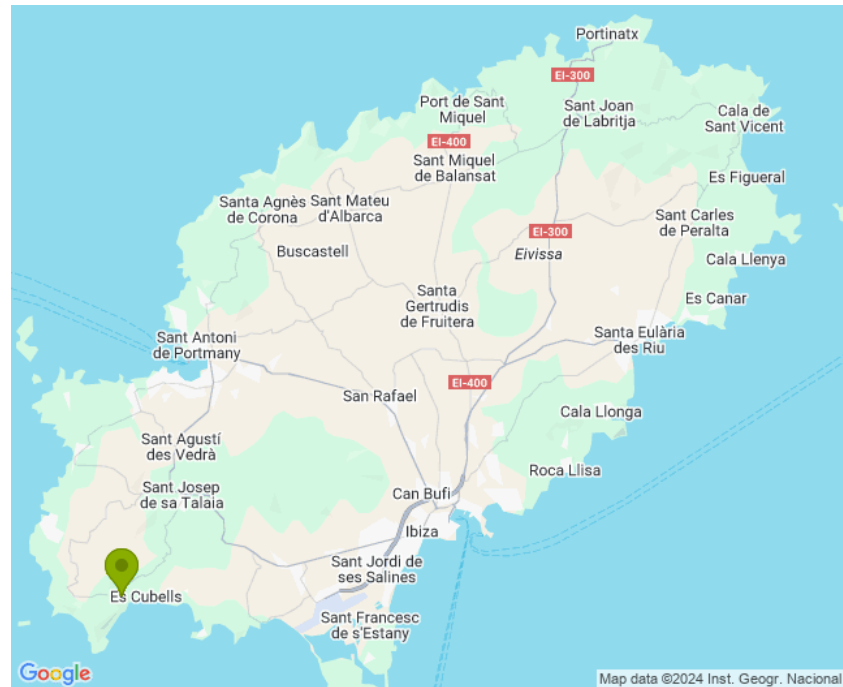 Portinatx
EI-300
Port de Sant
Miquel
Sant Joan
de Labritja
Cala de
Sant Vicent
EI-400
Sant Miquel
de Balansat
Es Figueral
Santa Agnès
de Corona
Sant Mateu
d'Albarca
Sant Carles
de Peralta
EI-300
Buscastell
Eivissa
Cala Llenya
Santa
Gertrudis
de Fruitera
Es Canar
Sant Antoni
de Portmany
Santa Eulària
des Riu
EI-400
San Rafael
Cala Llonga
Sant Agustí
des Vedrà
Roca Llisa
Sant Josep
de sa Talaia
Can Bufi
Ibiza
Sant Jordi de
ses Salines
Es Cubells
Sant Francesc
de s'Estany
Google
Map data ©2024 Inst. Geogr. Nacional